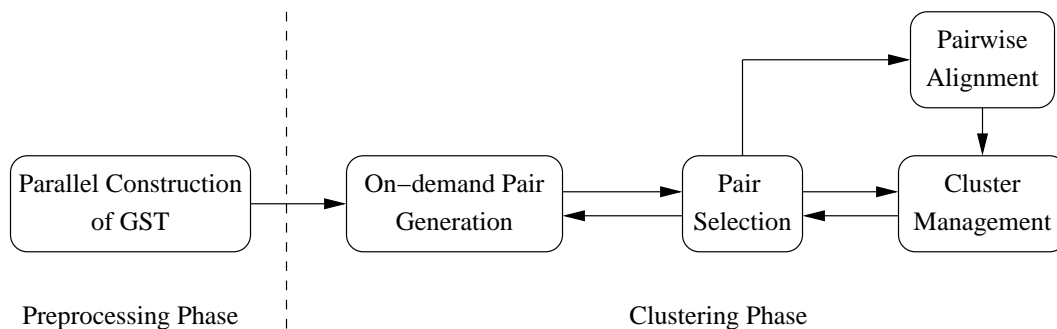 Pairwise
Alignment
Parallel Construction
of GST
On−demand Pair
Generation
Pair
Selection
Cluster
Management
Preprocessing Phase
Clustering Phase